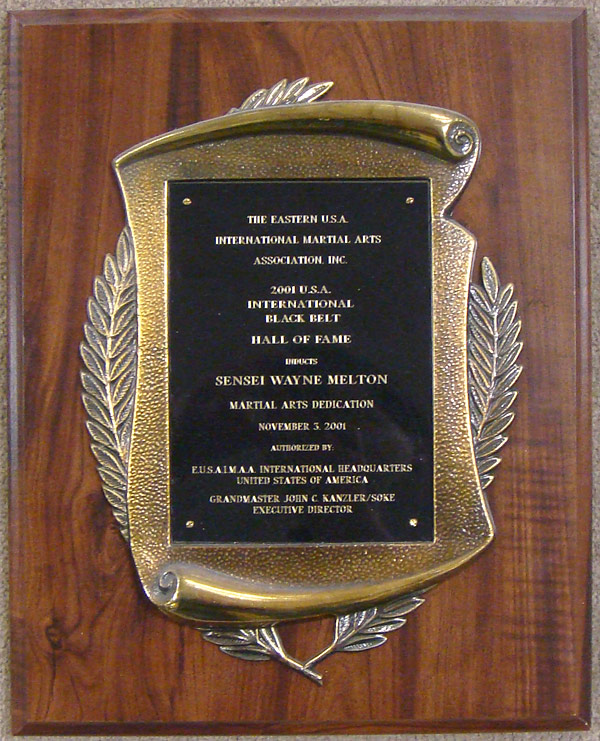 THE EASTERN U.S.A.
INTERNATIONAL MARTIAL ARTS
ASSOCIATION, INC.
2001 U.S.A.
INTERNATIONAL
BLACK BELT
HALL OF FAME
INDUCTS
SENSEI WAYNE MELTON
MARTIAL ARTS DEDICATION
NOVEMBER 3, 2001
AUTHORIZED BY:
E.U.S.A.I.M.A.A. INTERNATIONAL HEADQUARTERS
UNITED STATES OF AMERICA
GRANDMASTER JOHN C. KANZLER/SOKE
EXECUTIVE DIRECTOR